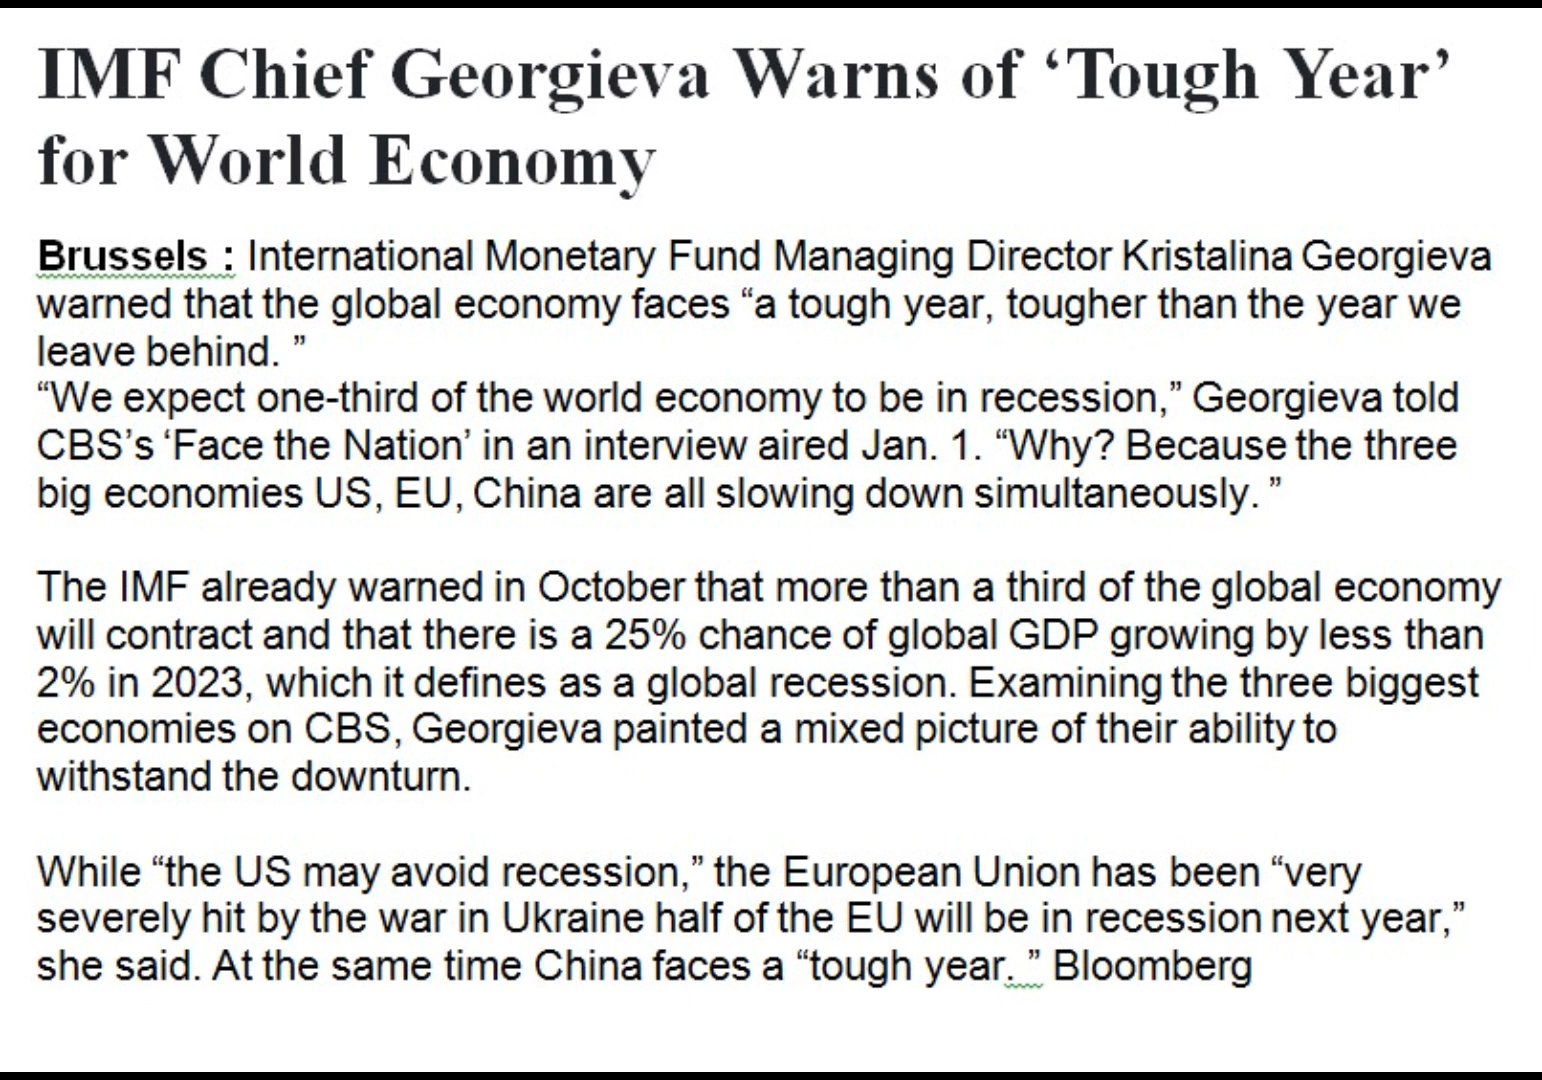 IMF Chief Georgieva Warns of ‘Tough Year’
for World Economy
Brussels : International Monetary Fund Managing Director Kristalina Georgieva
warned that the global economy faces “a tough year, tougher than the year we
leave behind. ”
“We expect one-third of the world economy to be in recession,” Georgieva told
CBS’s ‘Face the Nation’ in an interview aired Jan. 1. “Why? Because the three
big economies US, EU, China are all slowing down simultaneously. ”
The IMF already warned in October that more than a third of the global economy
will contract and that there is a 25% chance of global GDP growing by less than
2% in 2023, which it defines as a global recession. Examining the three biggest
economies on CBS, Georgieva painted a mixed picture of their ability to
withstand the downturn.
While “the US may avoid recession,” the European Union has been “very
severely hit by the war in Ukraine half of the EU will be in recession next year,”
she said. At the same time China faces a “tough year. ” Bloomberg